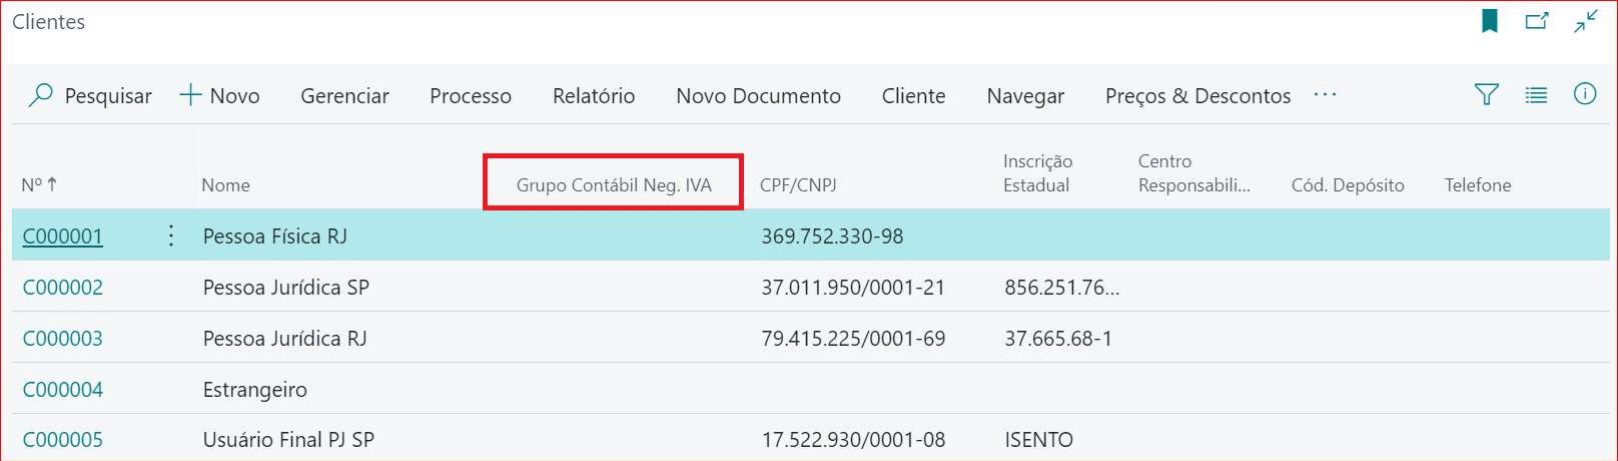 Clientes
Pesquisar Novo Gerenciar Processo Relatório Novo Documento Cliente Navegar Preços & Descontos ...
Nº ↑ Nome Grupo Contábil Neg. IVA CPF/CNPJ Inscrição Estadual Centro Responsabili... Cód. Depósito Telefone
C000001 Pessoa Física RJ 369.752.330-98
C000002 Pessoa Jurídica SP 37.011.950/0001-21 856.251.76...
C000003 Pessoa Jurídica RJ 79.415.225/0001-69 37.665.68-1
C000004 Estrangeiro
C000005 Usuário Final PJ SP 17.522.930/0001-08 ISENTO